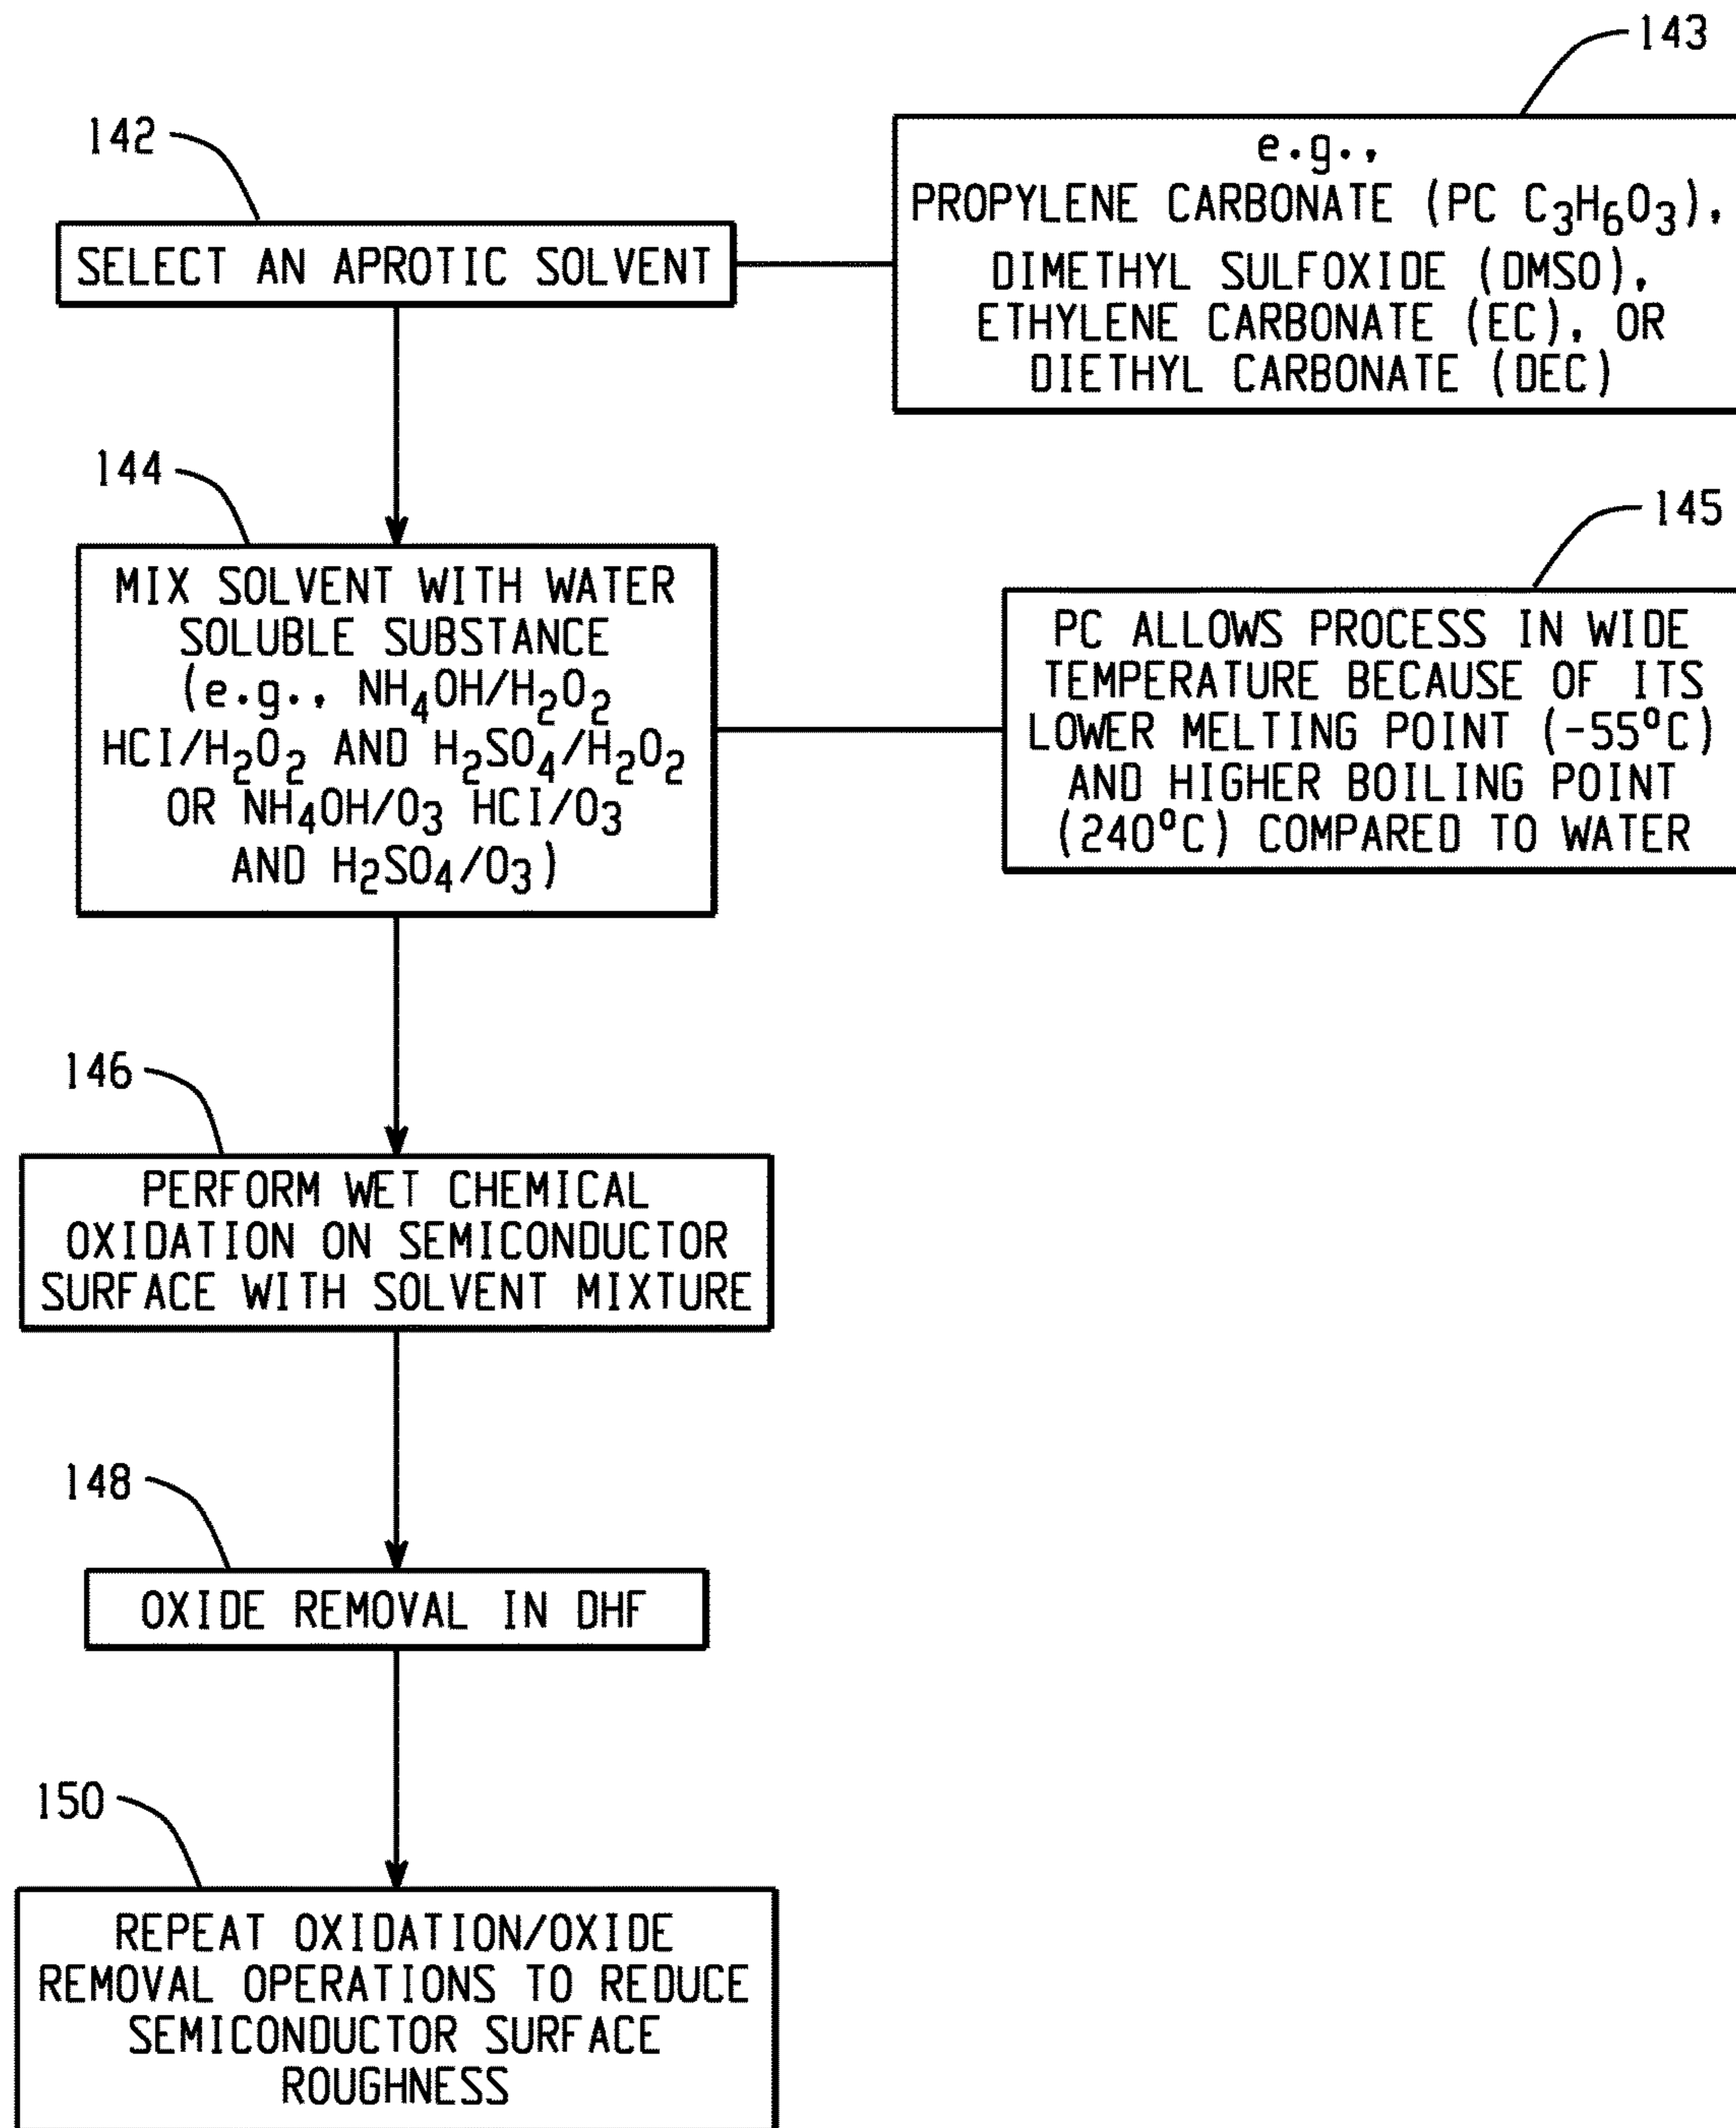 143
142
e.g.,
PROPYLENE CARBONATE (PC C₃H₆O₃),
SELECT AN APROTIC SOLVENT
DIMETHYL SULFOXIDE (DMSO),
ETHYLENE CARBONATE (EC), OR
DIETHYL CARBONATE (DEC)
144
145
MIX SOLVENT WITH WATER
SOLUBLE SUBSTANCE
(e.g., NH₄OH/H₂O₂
HCI/H₂O₂ AND H₂SO₄/H₂O₂
OR NH₄OH/O₃ HCI/O₃
AND H₂SO₄/O₃)
PC ALLOWS PROCESS IN WIDE
TEMPERATURE BECAUSE OF ITS
LOWER MELTING POINT (-55ºC)
AND HIGHER BOILING POINT
(240ºC) COMPARED TO WATER
146
PERFORM WET CHEMICAL
OXIDATION ON SEMICONDUCTOR
SURFACE WITH SOLVENT MIXTURE
148
OXIDE REMOVAL IN DHF
150
REPEAT OXIDATION/OXIDE
REMOVAL OPERATIONS TO REDUCE
SEMICONDUCTOR SURFACE
ROUGHNESS